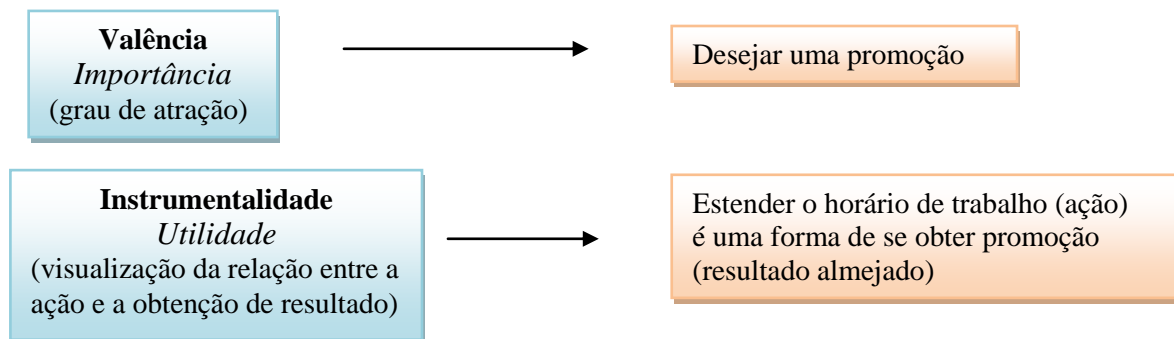 Valência
Importância
(grau de atração)
Desejar uma promoção
Instrumentalidade
Utilidade
(visualização da relação entre a
ação e a obtenção de resultado)
Estender o horário de trabalho (ação)
é uma forma de se obter promoção
(resultado almejado)